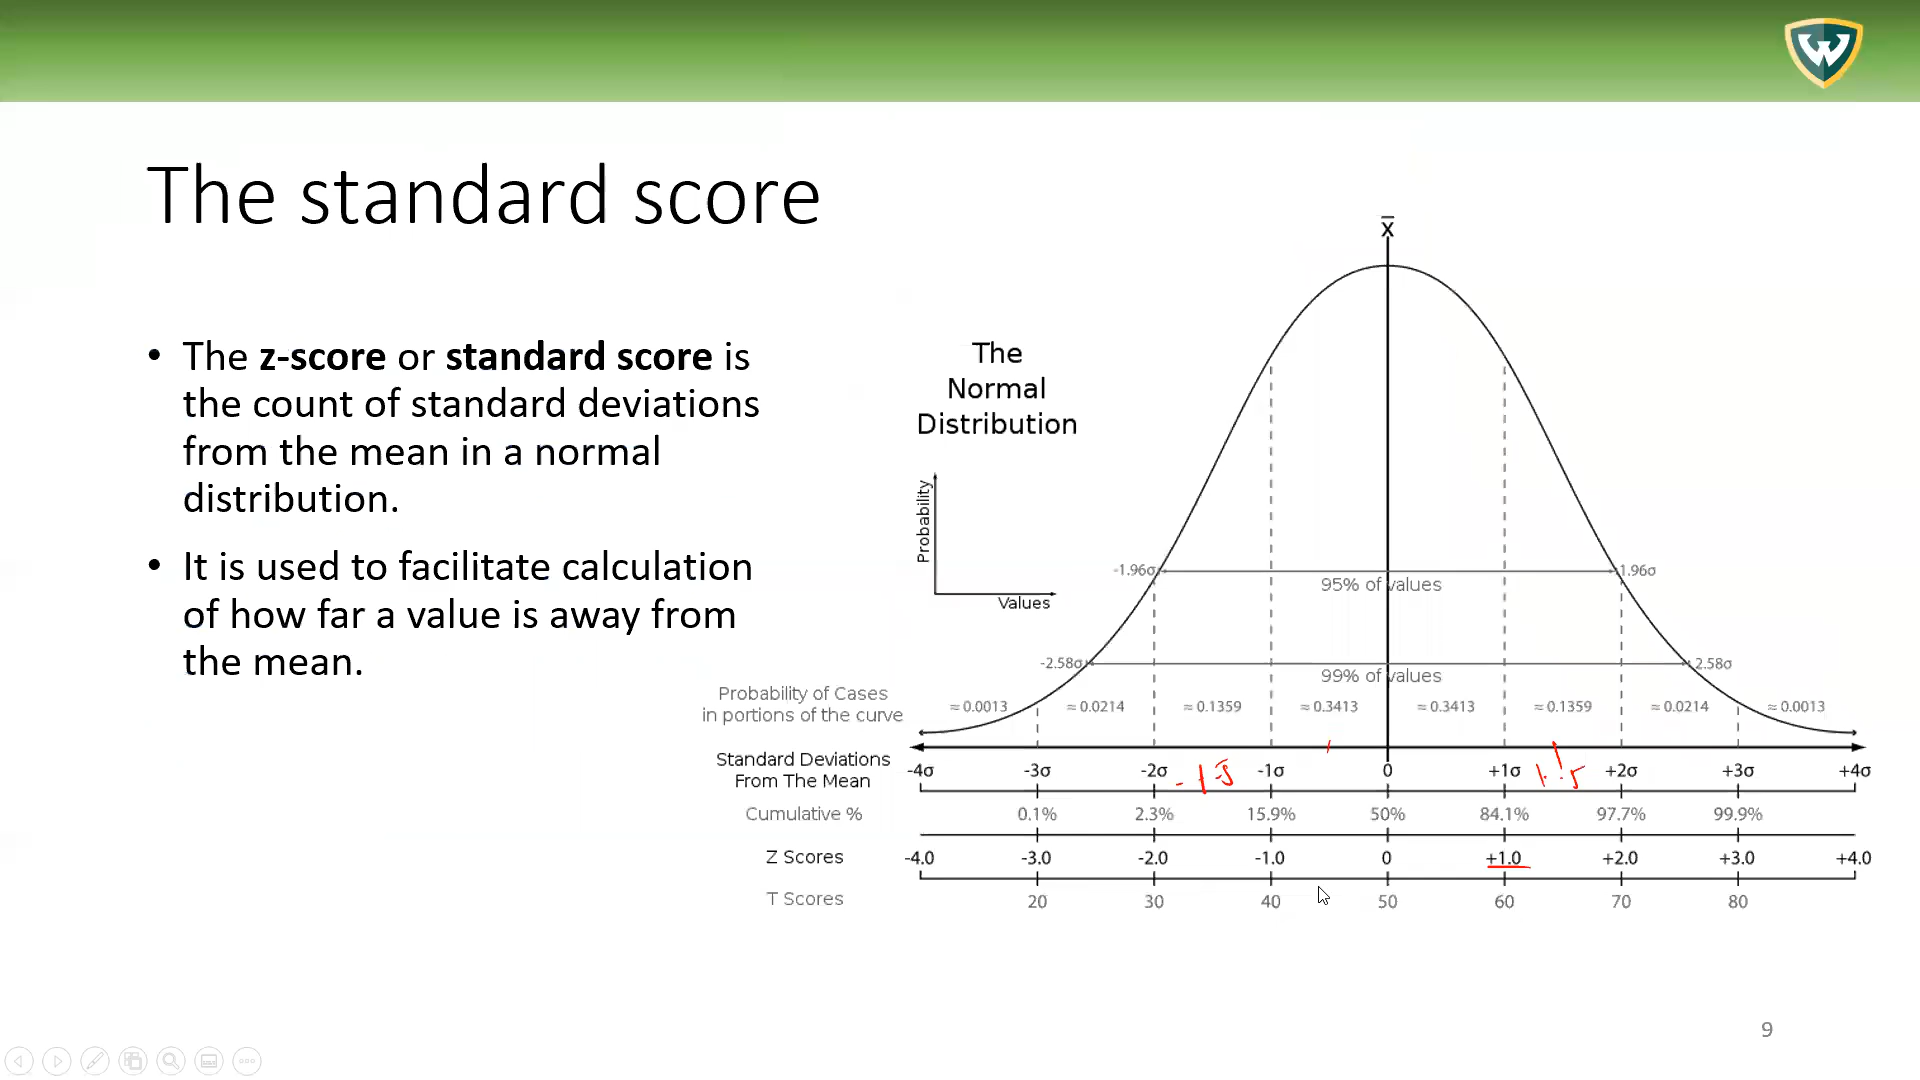 The standard score
• The z-score or standard score is
the count of standard deviations
from the mean in a normal
distribution.
• It is used to facilitate calculation
of how far a value is away from
the mean.
x̄
The
Normal
Distribution
Probability
Values
-1.96σ 1.96σ
95% of values
-2.58σ 2.58σ
99% of values
Probability of Cases
in portions of the curve
≈ 0.0013 ≈ 0.0214 ≈ 0.1359 ≈ 0.3413 ≈ 0.3413 ≈ 0.1359 ≈ 0.0214 ≈ 0.0013
Standard Deviations
From The Mean
-4σ -3σ -2σ -1.5 -1σ 0 +1σ 1.5 +2σ +3σ +4σ
Cumulative % 0.1% 2.3% 15.9% 50% 84.1% 97.7% 99.9%
Z Scores -4.0 -3.0 -2.0 -1.0 0 +1.0 +2.0 +3.0 +4.0
T Scores 20 30 40 50 60 70 80
9